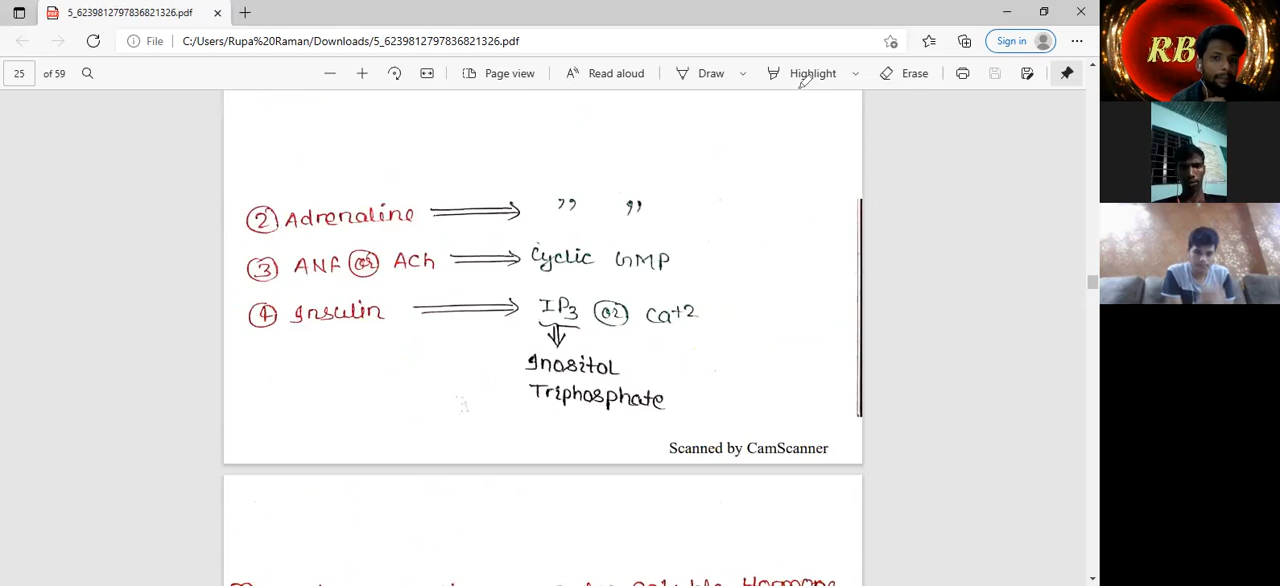 5_6239812797836821326.pdf
File C:/Users/Rupa%20Raman/Downloads/5_6239812797836821326.pdf Sign in
25 of 59 Page view Read aloud Draw Highlight Erase
RB
② Adrenaline ⟹ ,, ,,
③ ANF or ACh ⟹ Cyclic GMP
④ Insulin ⟹ IP3 or Ca+2
Inositol
Triphosphate
Scanned by CamScanner
Hormone